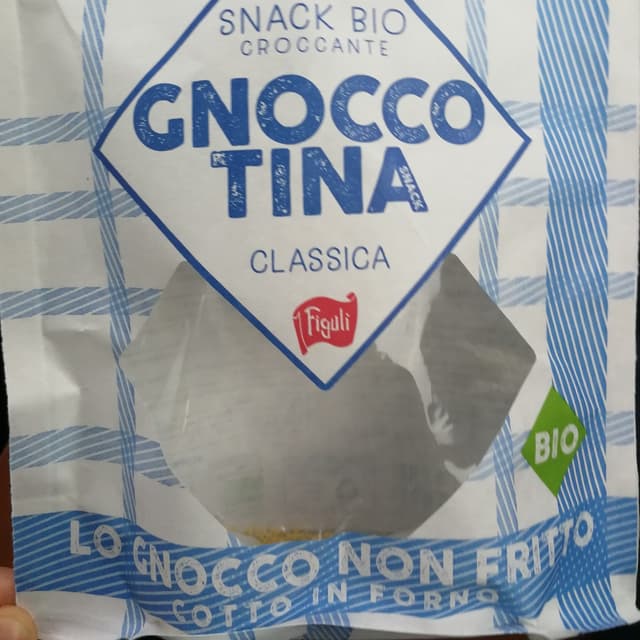 SNACK BIO
CROCCANTE
GNOCCO
TINA
SNACK
CLASSICA
I Figuli
BIO
LO GNOCCO NON FRITTO
COTTO IN FORNO